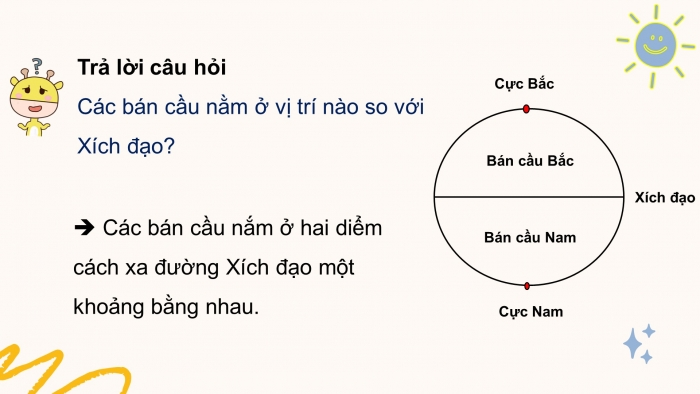 ?
Trả lời câu hỏi
Các bán cầu nằm ở vị trí nào so với
Xích đạo?
➔ Các bán cầu nắm ở hai diểm
cách xa đường Xích đạo một
khoảng bằng nhau.
Cực Bắc
Bán cầu Bắc
Xích đạo
Bán cầu Nam
Cực Nam